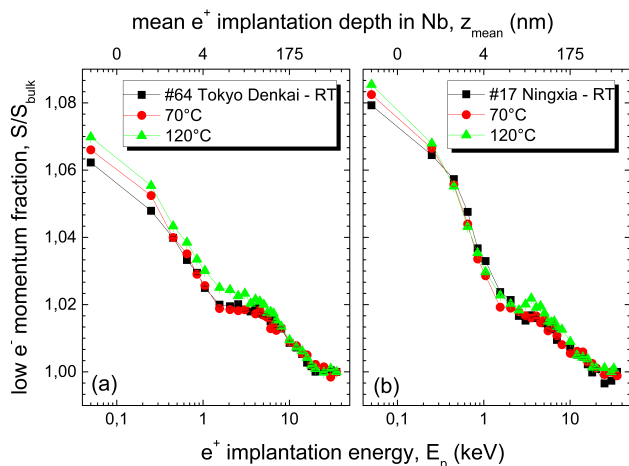 mean e⁺ implantation depth in Nb, z_mean (nm)
0 4 175 0 4 175
low e⁻ momentum fraction, S/S_bulk
1,08
1,06
1,04
1,02
1,00
#64 Tokyo Denkai - RT
70°C
120°C
(a)
#17 Ningxia - RT
70°C
120°C
(b)
0,1 1 10 0,1 1 10
e⁺ implantation energy, E_p (keV)